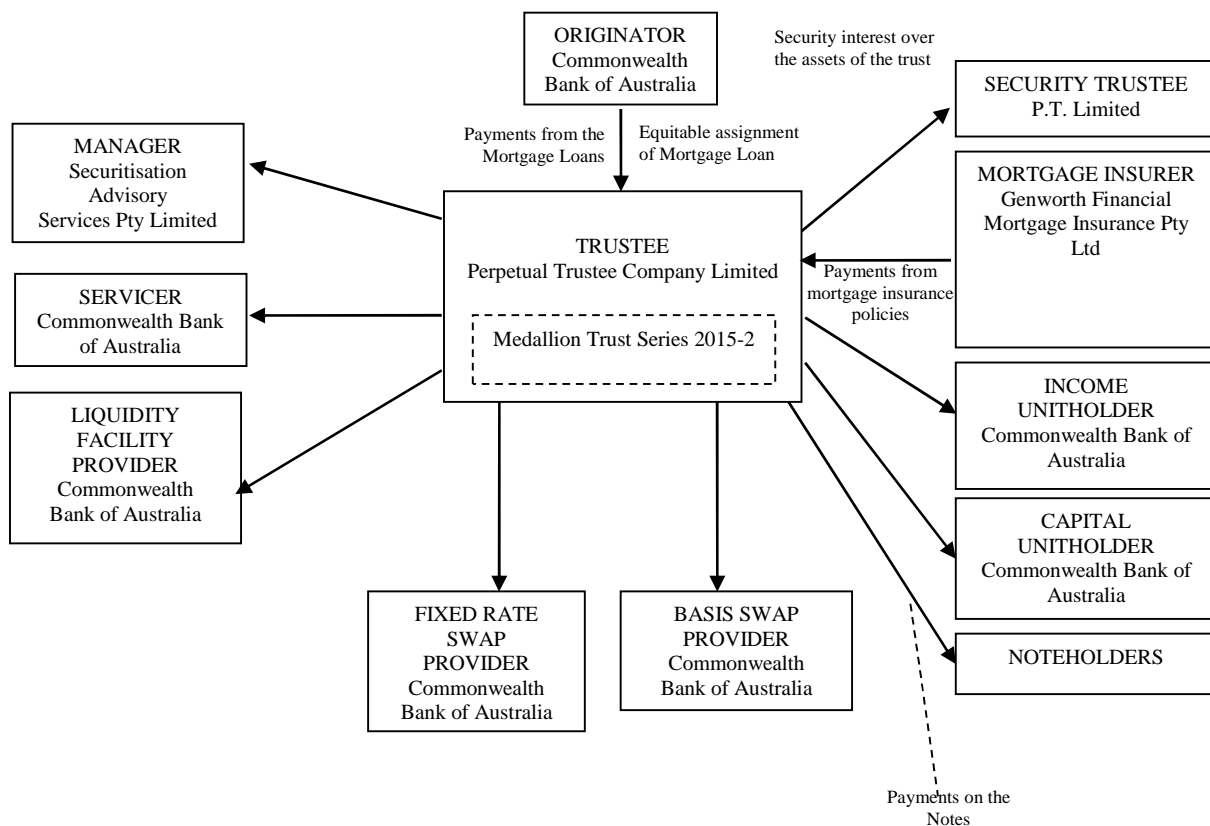 ORIGINATOR
Commonwealth
Bank of Australia
Security interest over
the assets of the trust
SECURITY TRUSTEE
P.T. Limited
MANAGER
Securitisation
Advisory
Services Pty Limited
Payments from the
Mortgage Loans
Equitable assignment
of Mortgage Loan
MORTGAGE INSURER
Genworth Financial
Mortgage Insurance Pty
Ltd
TRUSTEE
Perpetual Trustee Company Limited
Payments from
mortgage insurance
policies
SERVICER
Commonwealth Bank
of Australia
Medallion Trust Series 2015-2
INCOME
UNITHOLDER
Commonwealth Bank of
Australia
LIQUIDITY
FACILITY
PROVIDER
Commonwealth
Bank of Australia
CAPITAL
UNITHOLDER
Commonwealth Bank of
Australia
FIXED RATE
SWAP
PROVIDER
Commonwealth
Bank of Australia
BASIS SWAP
PROVIDER
Commonwealth
Bank of Australia
NOTEHOLDERS
Payments on the
Notes